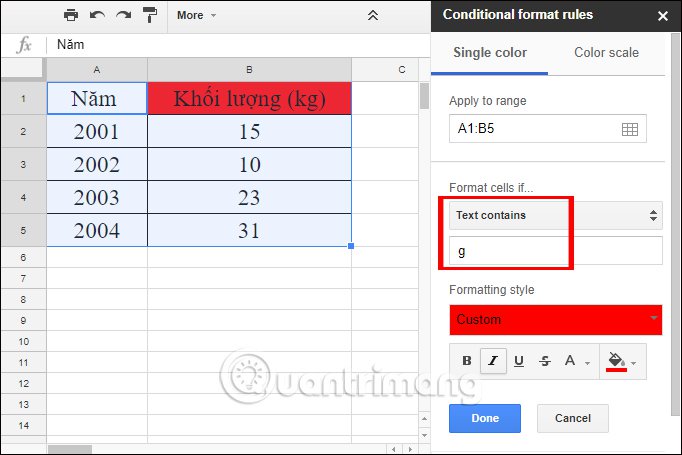 More
Conditional format rules
fx Năm
Single color Color scale
A B C
1 Năm Khối lượng (kg)
2 2001 15
3 2002 10
4 2003 23
5 2004 31
6
7
8
9
10
11
12
13
14
Apply to range
A1:B5
Format cells if...
Text contains
g
Formatting style
Custom
B I U S A
Done Cancel
Quantrimang